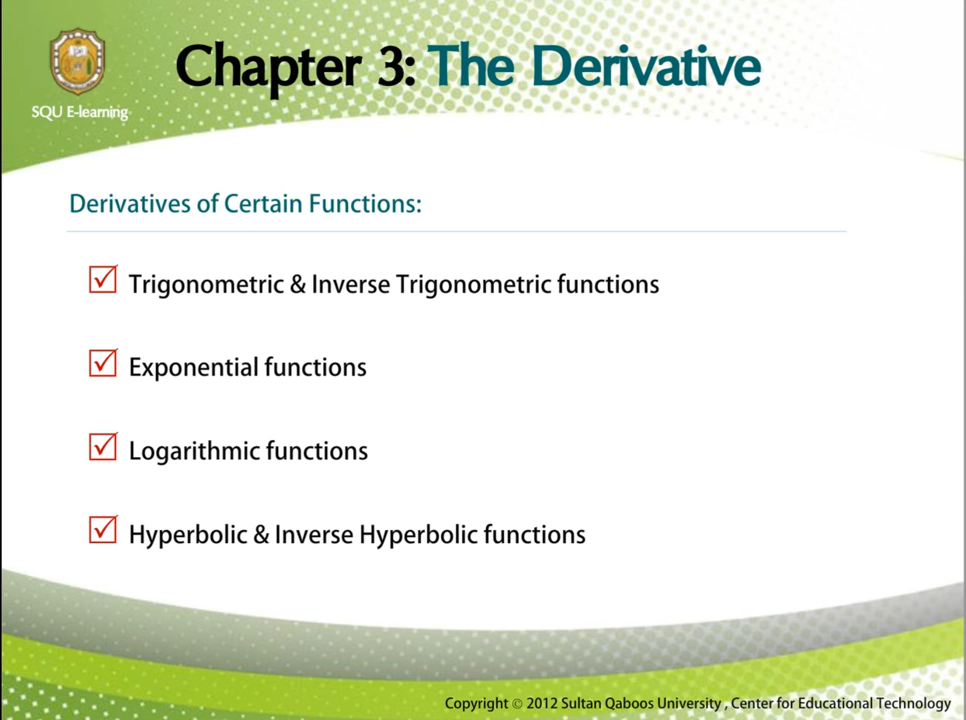 Chapter 3: The Derivative
SQU E-learning
Derivatives of Certain Functions:
Trigonometric & Inverse Trigonometric functions
Exponential functions
Logarithmic functions
Hyperbolic & Inverse Hyperbolic functions
Copyright © 2012 Sultan Qaboos University , Center for Educational Technology